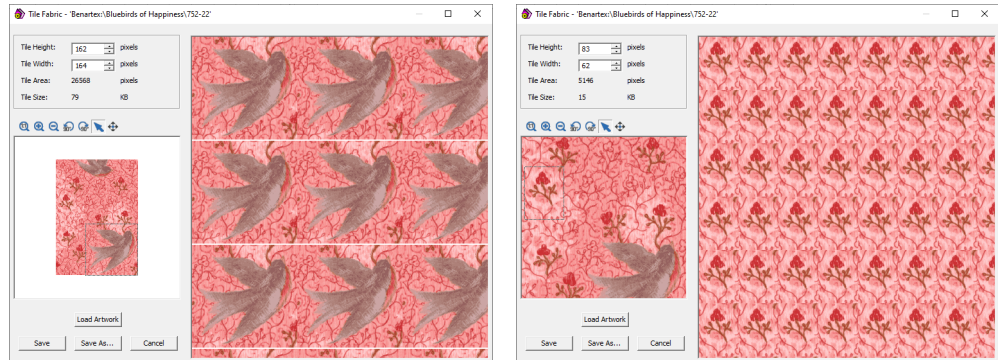 Tile Fabric - 'Benartex:\Bluebirds of Happiness\752-22'
Tile Height: 162 pixels
Tile Width: 164 pixels
Tile Area: 26568 pixels
Tile Size: 79 KB
Load Artwork
Save Save As... Cancel
Tile Fabric - 'Benartex:\Bluebirds of Happiness\752-22'
Tile Height: 83 pixels
Tile Width: 62 pixels
Tile Area: 5146 pixels
Tile Size: 15 KB
Load Artwork
Save Save As... Cancel